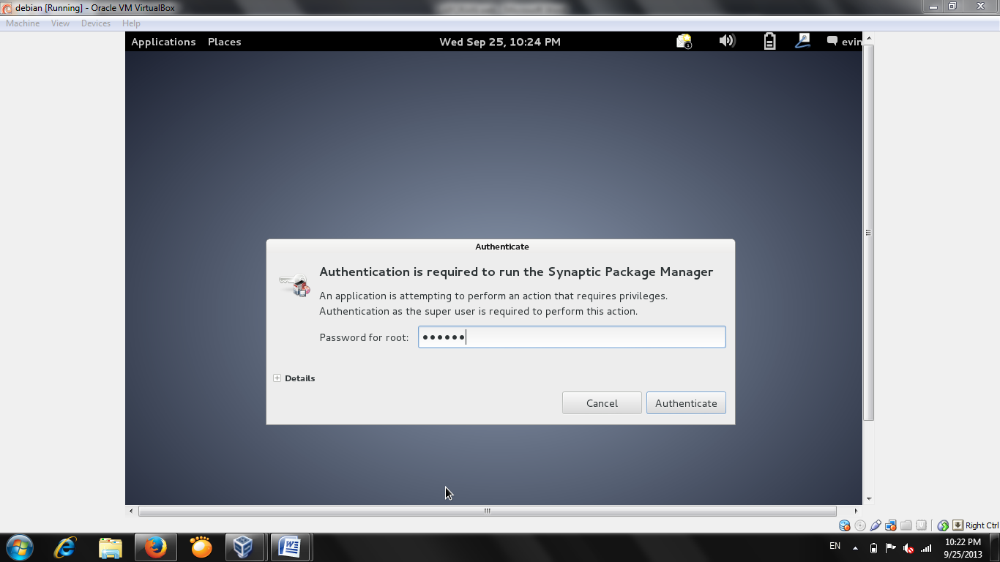 debian [Running] - Oracle VM VirtualBox
Machine View Devices Help
Applications Places Wed Sep 25, 10:24 PM 1 evin
Authenticate
Authentication is required to run the Synaptic Package Manager
An application is attempting to perform an action that requires privileges.
Authentication as the super user is required to perform this action.
Password for root: ••••••
Details
Cancel Authenticate
Right Ctrl
EN 10:22 PM
9/25/2013